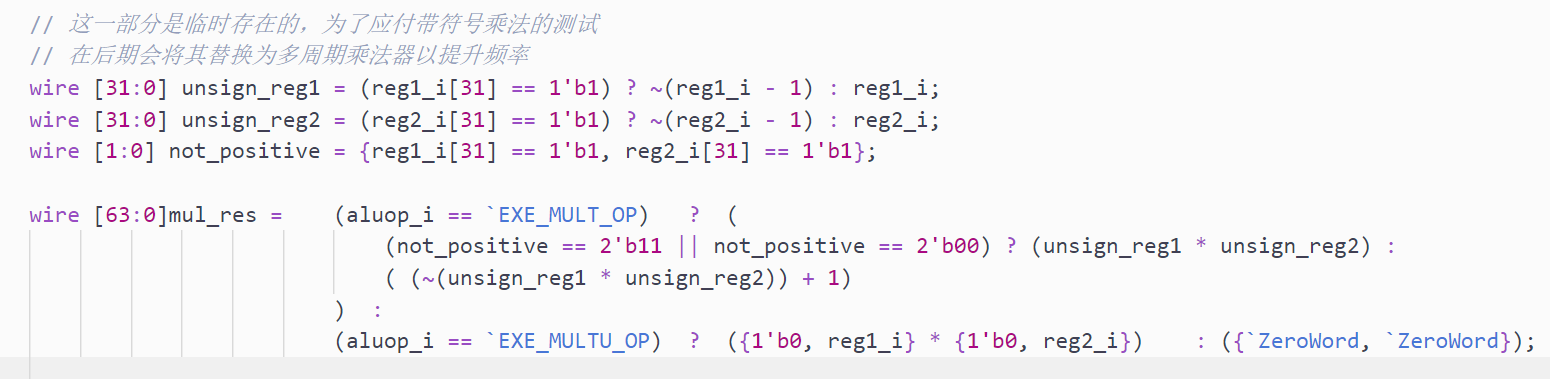 // 这一部分是临时存在的，为了应付带符号乘法的测试
// 在后期会将其替换为多周期乘法器以提升频率
wire [31:0] unsign_reg1 = (reg1_i[31] == 1'b1) ? ~(reg1_i - 1) : reg1_i;
wire [31:0] unsign_reg2 = (reg2_i[31] == 1'b1) ? ~(reg2_i - 1) : reg2_i;
wire [1:0] not_positive = {reg1_i[31] == 1'b1, reg2_i[31] == 1'b1};
wire [63:0]mul_res =    (aluop_i == `EXE_MULT_OP)   ?  (
(not_positive == 2'b11 || not_positive == 2'b00) ? (unsign_reg1 * unsign_reg2) :
( (~(unsign_reg1 * unsign_reg2)) + 1)
)  :
(aluop_i == `EXE_MULTU_OP)  ?  ({1'b0, reg1_i} * {1'b0, reg2_i})    : ({`ZeroWord, `ZeroWord});